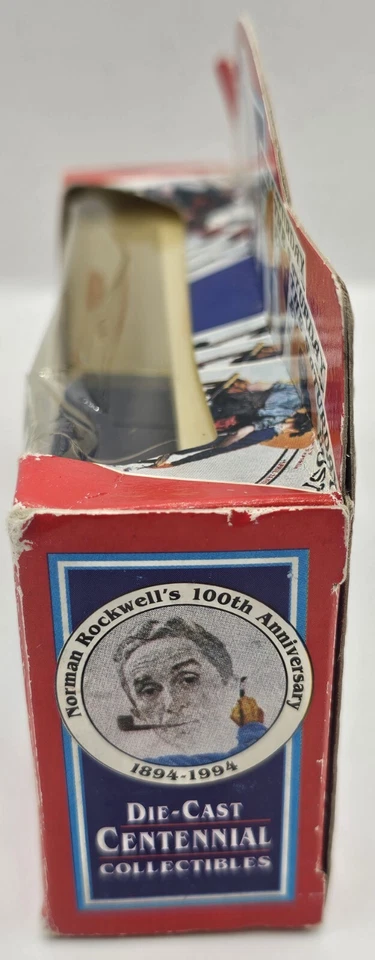 Norman Rockwell's 100th Anniversary
1894-1994
DIE-CAST
CENTENNIAL
COLLECTIBLES